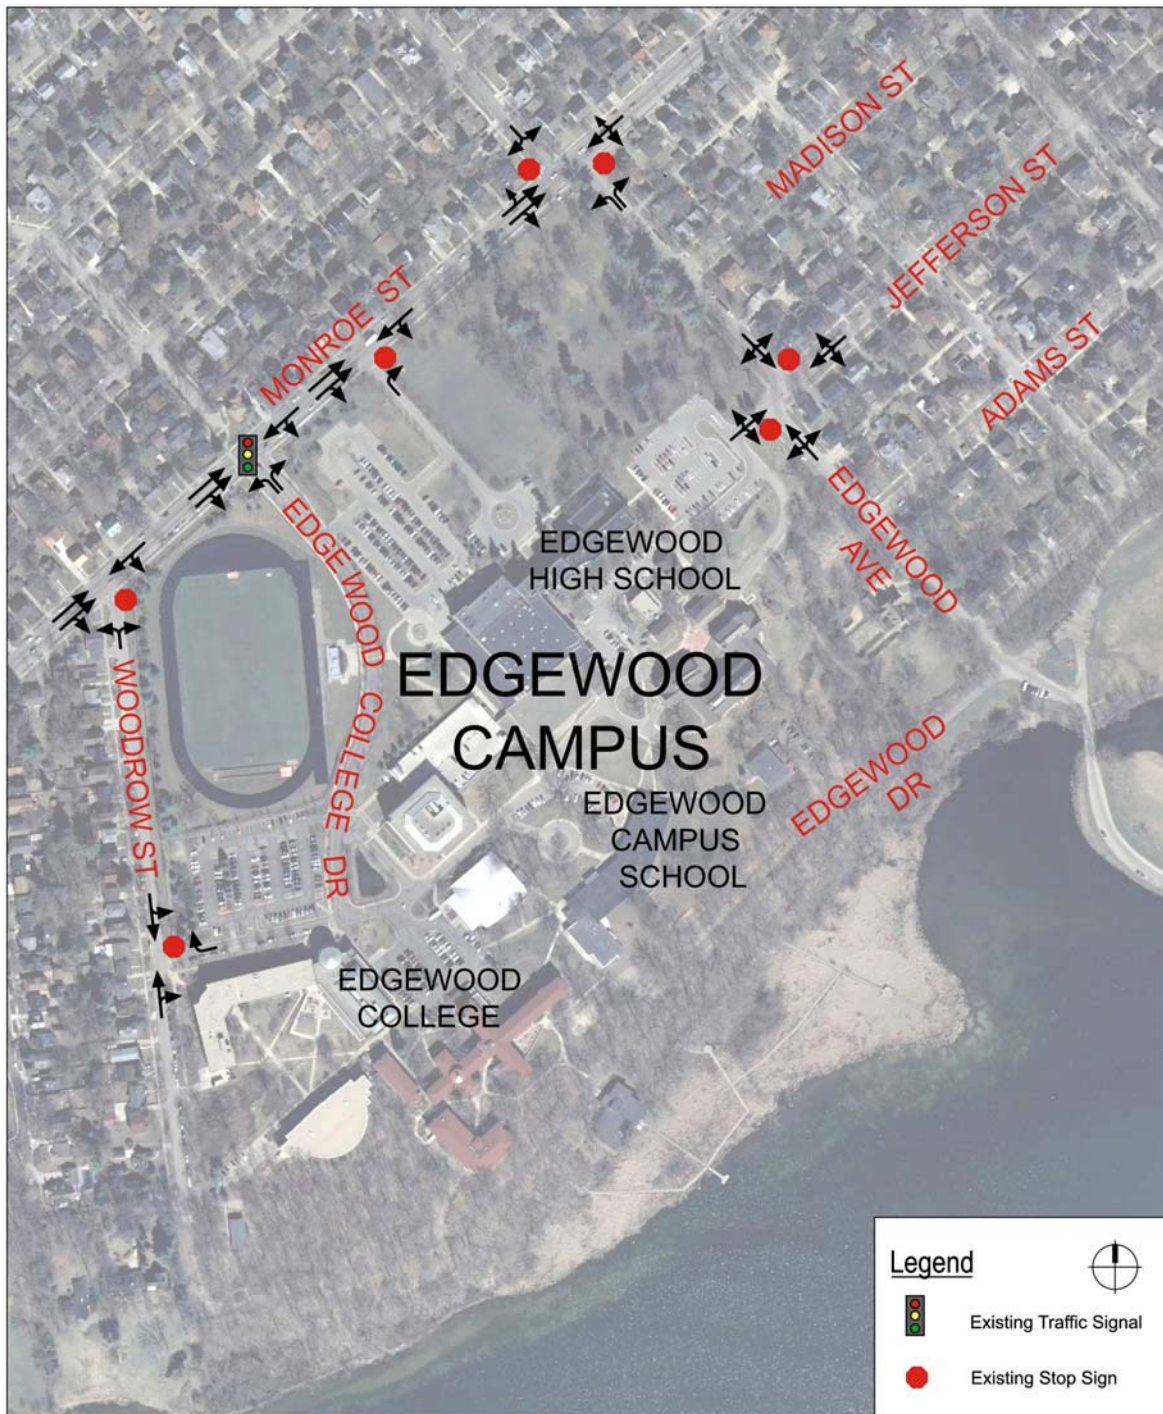 MADISON ST
JEFFERSON ST
ADAMS ST
MONROE ST
EDGEWOOD COLLEGE DR
WOODROW ST
EDGEWOOD
AVE
EDGEWOOD
HIGH SCHOOL
EDGEWOOD
CAMPUS
EDGEWOOD
DR
EDGEWOOD
CAMPUS
SCHOOL
EDGEWOOD
COLLEGE
Legend
Existing Traffic Signal
Existing Stop Sign